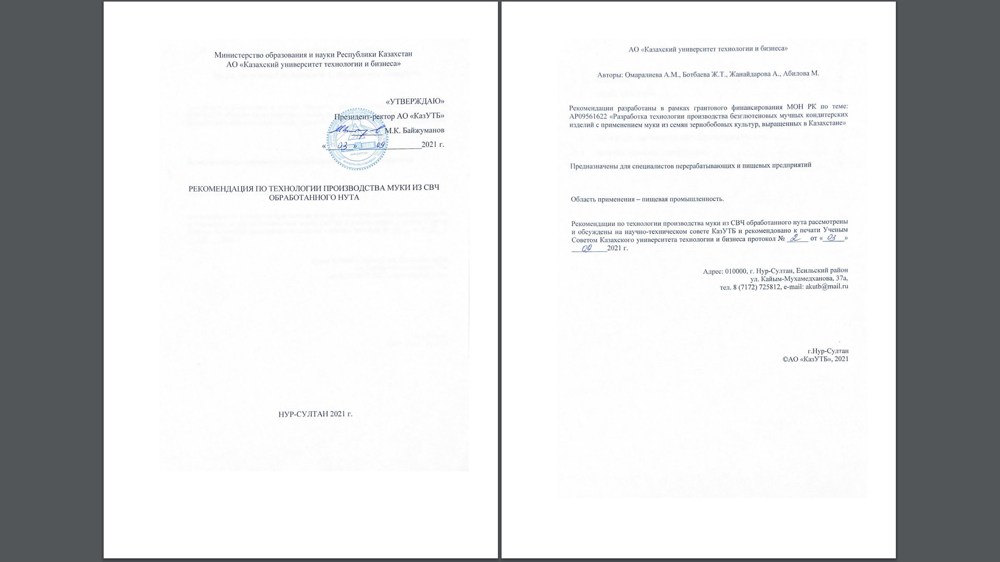 Министерство образования и науки Республики Казахстан
АО «Казахский университет технологии и бизнеса»
«УТВЕРЖДАЮ»
Президент-ректор АО «КазУТБ»
М.К. Байжуманов
«03» 09 2021 г.
НУР-СУЛТАН
РЕКОМЕНДАЦИЯ ПО ТЕХНОЛОГИИ ПРОИЗВОДСТВА МУКИ ИЗ СВЧ
ОБРАБОТАННОГО НУТА
НУР-СУЛТАН 2021 г.
АО «Казахский университет технологии и бизнеса»
Авторы: Омаралиева А.М., Ботбаева Ж.Т., Жанайдарова А., Абилова М.
Рекомендации разработаны в рамках грантового финансирования МОН РК по теме:
АР09561622 «Разработка технологии производства безглютеновых мучных кондитерских
изделий с применением муки из семян зернобобовых культур, выращенных в Казахстане»
Предназначены для специалистов перерабатывающих и пищевых предприятий
Область применения – пищевая промышленность.
Рекомендации по технологии производства муки из СВЧ обработанного нута рассмотрены
и обсуждены на научно-техническом совете КазУТБ и рекомендовано к печати Ученым
Советом Казахского университета технологии и бизнеса протокол № 2 от «03»
09 2021 г.
Адрес: 010000, г. Нур-Султан, Есильский район
ул. Кайым-Мухамедханова, 37а,
тел. 8 (7172) 725812, e-mail: akutb@mail.ru
г.Нур-Султан
©АО «КазУТБ», 2021